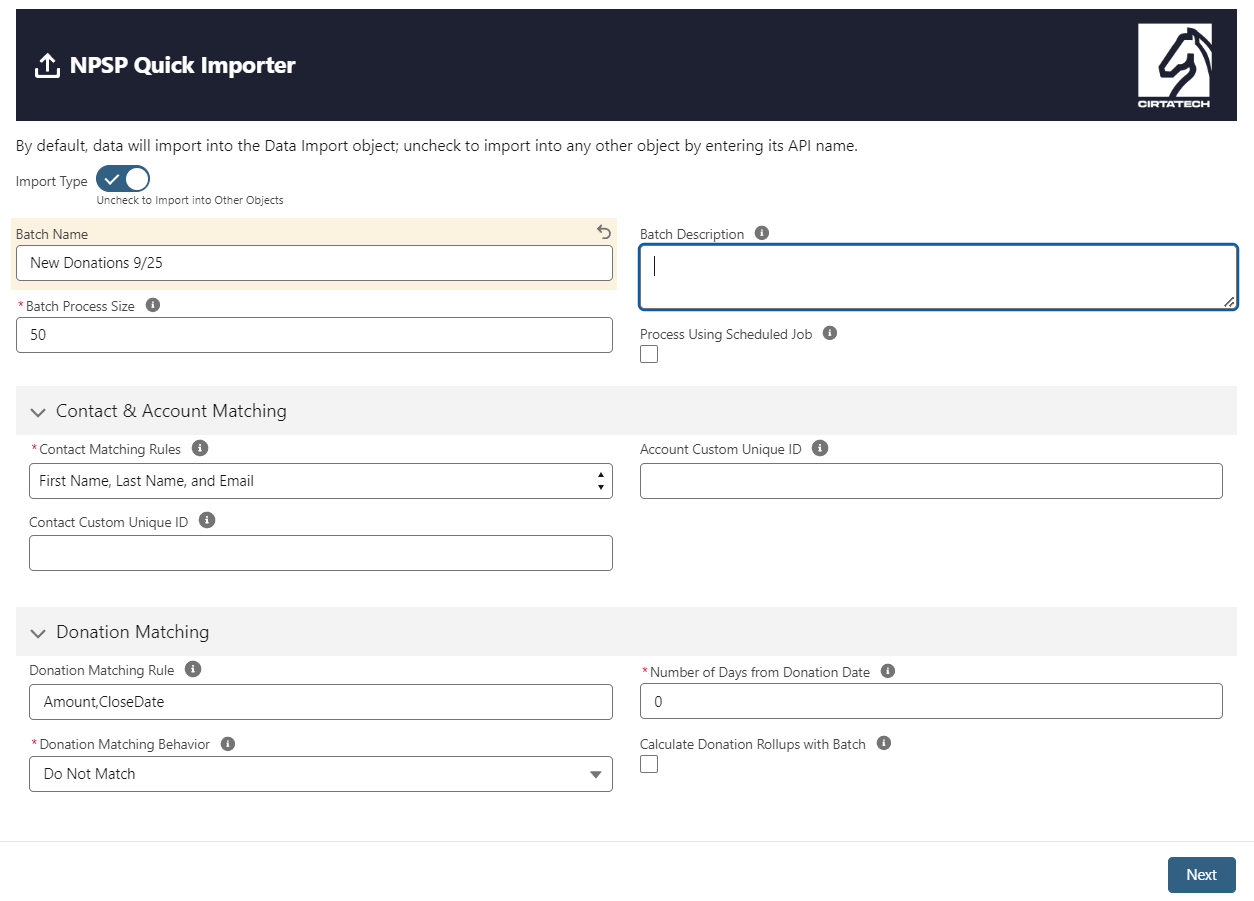 NPSP Quick Importer
CIRTATECH
By default, data will import into the Data Import object; uncheck to import into any other object by entering its API name.
Import Type
Uncheck to Import into Other Objects
Batch Name
New Donations 9/25
Batch Description
* Batch Process Size
50
Process Using Scheduled Job
Contact & Account Matching
* Contact Matching Rules
First Name, Last Name, and Email
Account Custom Unique ID
Contact Custom Unique ID
Donation Matching
Donation Matching Rule
Amount,CloseDate
* Number of Days from Donation Date
0
* Donation Matching Behavior
Do Not Match
Calculate Donation Rollups with Batch
Next